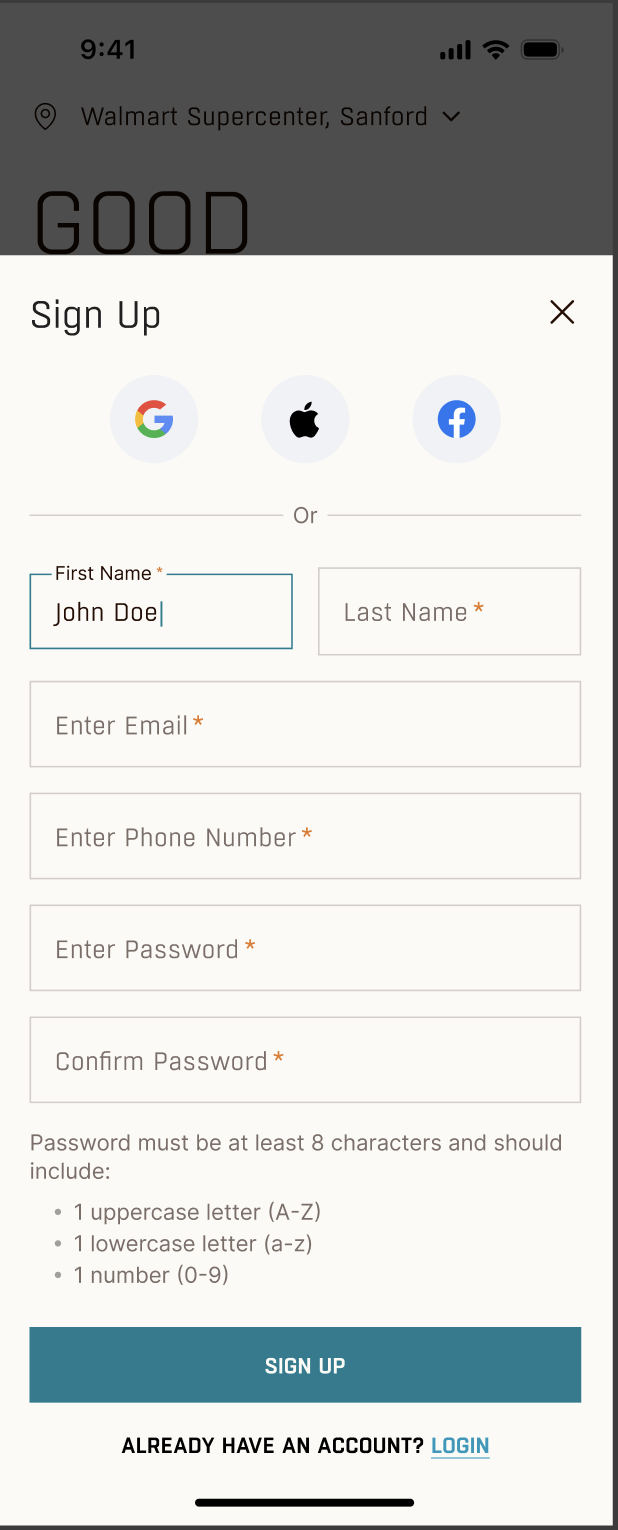 9:41
Walmart Supercenter, Sanford
GOOD
Sign Up
Or
First Name *
John Doe
Last Name *
Enter Email *
Enter Phone Number *
Enter Password *
Confirm Password *
Password must be at least 8 characters and should
include:
• 1 uppercase letter (A-Z)
• 1 lowercase letter (a-z)
• 1 number (0-9)
SIGN UP
ALREADY HAVE AN ACCOUNT? LOGIN